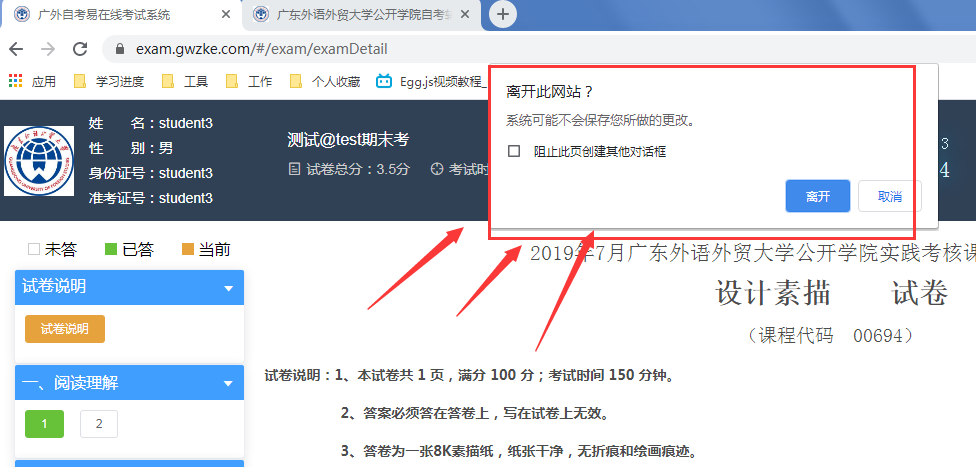 广外自考易在线考试系统
广东外语外贸大学公开学院自考
exam.gwzke.com/#/exam/examDetail
应用 学习进度 工具 工作 个人收藏 Egg.js视频教程_
离开此网站？
系统可能不会保存您所做的更改。
阻止此页创建其他对话框
离开 取消
姓 名：student3
性 别：男
身份证号：student3
准考证号：student3
测试@test期末考
试卷总分：3.5分 考试时
3
4
未答 已答 当前
试卷说明
试卷说明
一、阅读理解
1 2
2019年7月广东外语外贸大学公开学院实践考核课
设计素描 试卷
（课程代码 00694）
试卷说明：1、本试卷共 1 页，满分 100 分；考试时间 150 分钟。
2、答案必须答在答卷上，写在试卷上无效。
3、答卷为一张8K素描纸，纸张干净，无折痕和绘画痕迹。